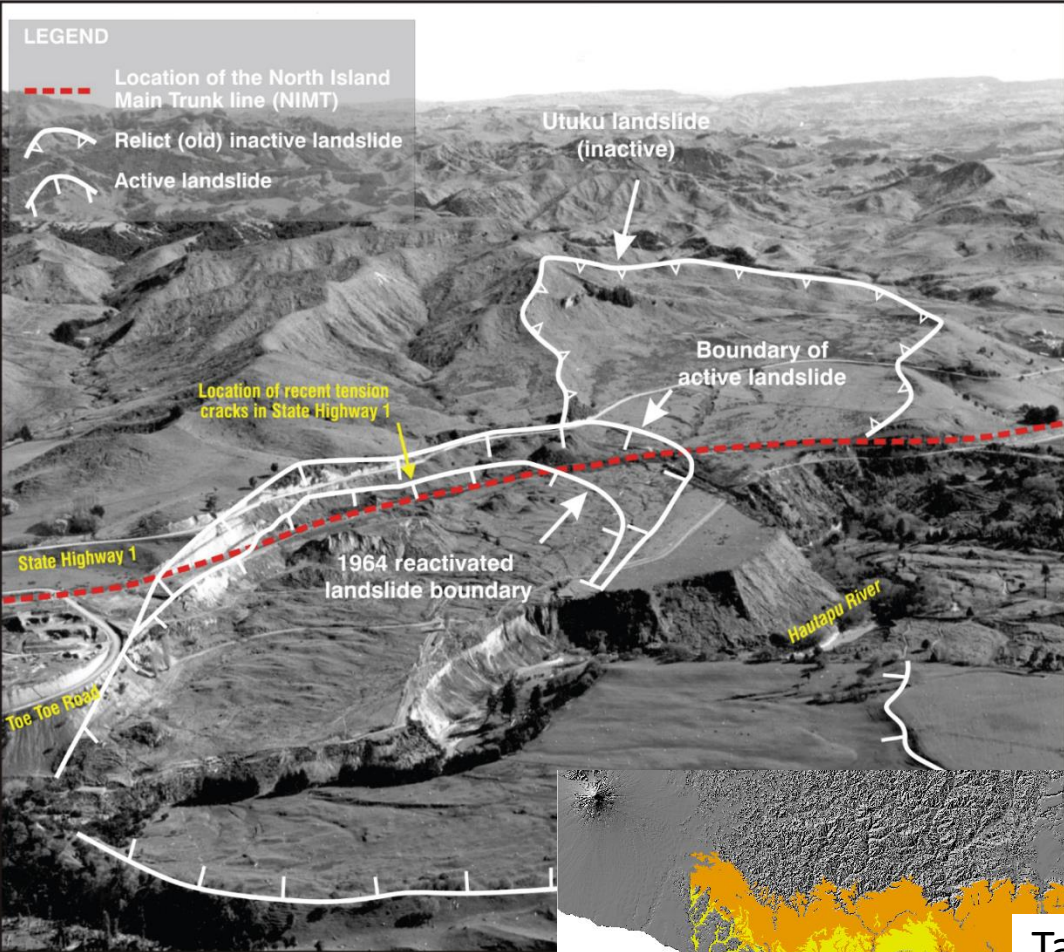 LEGEND
Location of the North Island
Main Trunk line (NIMT)
Relict (old) inactive landslide
Active landslide
Utuku landslide
(inactive)
Boundary of
active landslide
Location of recent tension
cracks in State Highway 1
State Highway 1
1964 reactivated
landslide boundary
Hautapu River
Toe Toe Road